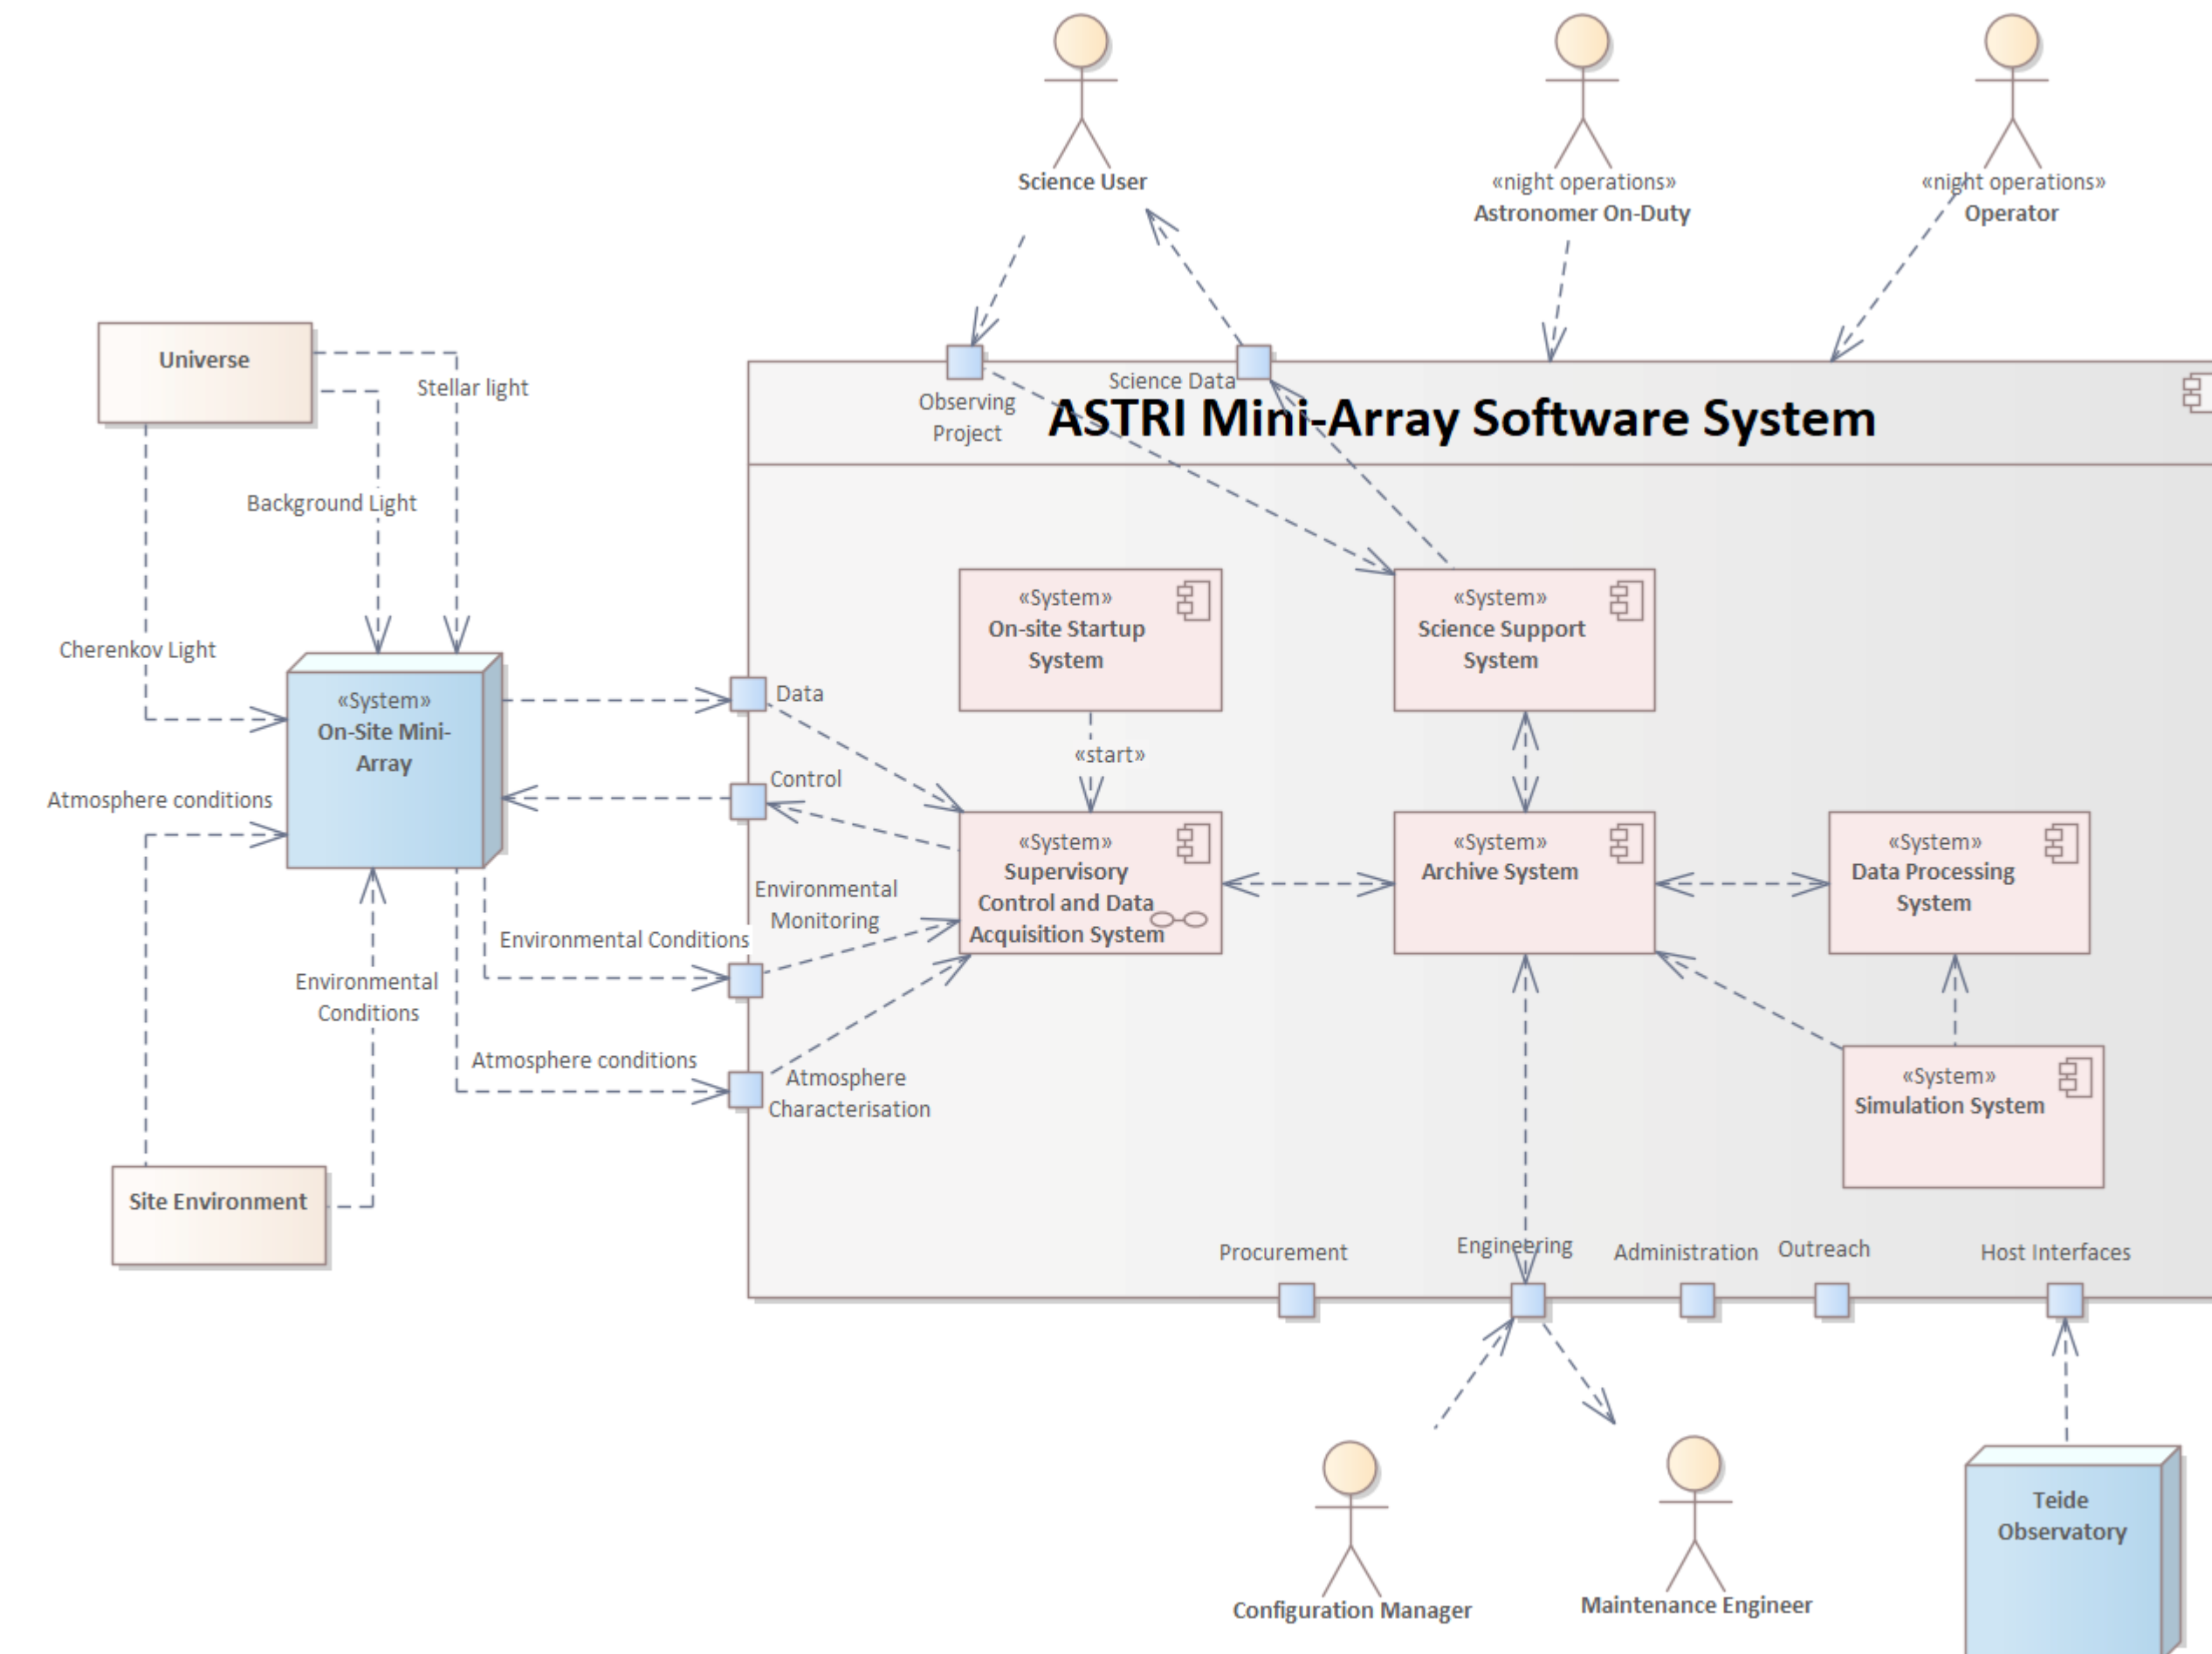 Science User
«night operations»
Astronomer On-Duty
«night operations»
Operator
Universe
Stellar light
Background Light
Cherenkov Light
Science Data
Observing
Project
ASTRI Mini-Array Software System
«System»
On-site Startup
System
«System»
Science Support
System
«System»
On-Site Mini-
Array
Data
«start»
Control
Atmosphere conditions
«System»
Supervisory
Control and Data
Acquisition System
«System»
Archive System
«System»
Data Processing
System
Environmental
Monitoring
Environmental Conditions
Environmental
Conditions
Atmosphere conditions
Atmosphere
Characterisation
«System»
Simulation System
Site Environment
Procurement
Engineering
Administration
Outreach
Host Interfaces
Configuration Manager
Maintenance Engineer
Teide
Observatory